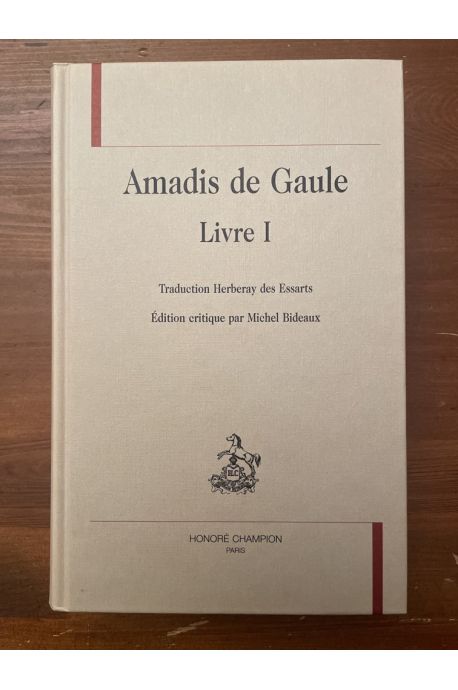 Amadis de Gaule
Livre I
Traduction Herberay des Essarts
Édition critique par Michel Bideaux
HONORÉ CHAMPION
PARIS